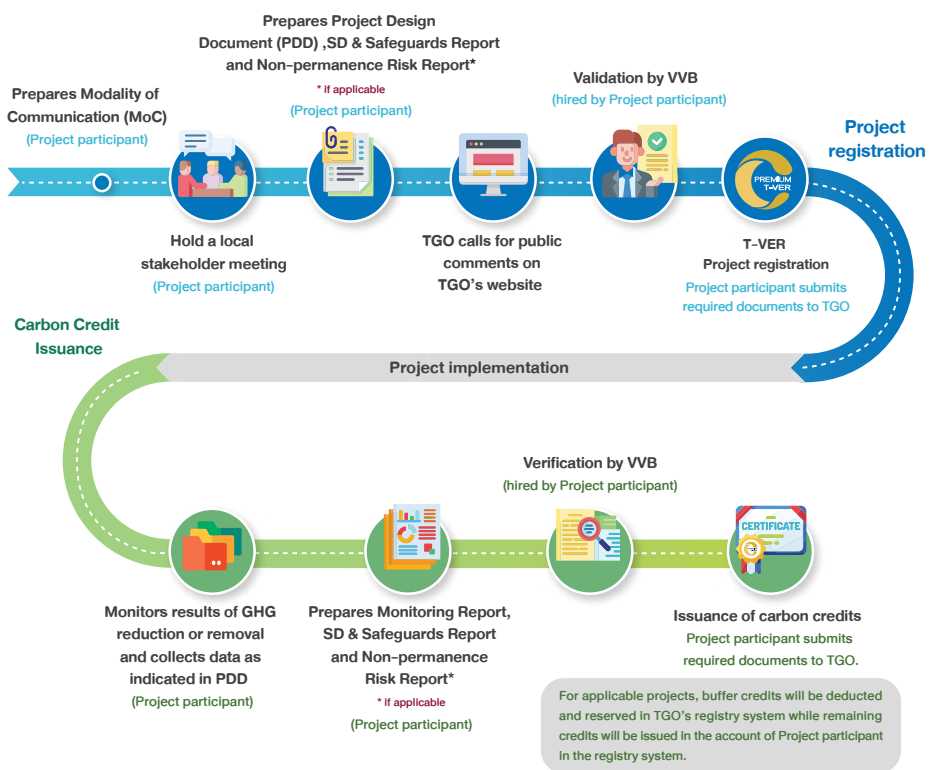 Prepares Modality of
Communication (MoC)
(Project participant)
Hold a local
stakeholder meeting
(Project participant)
Prepares Project Design
Document (PDD) ,SD & Safeguards Report
and Non-permanence Risk Report*
* if applicable
(Project participant)
TGO calls for public
comments on
TGO's website
Validation by VVB
(hired by Project participant)
PREMIUM
T-VER
T-VER
Project registration
Project participant submits
required documents to TGO
Project
registration
Project implementation
Carbon Credit
Issuance
Monitors results of GHG
reduction or removal
and collects data as
indicated in PDD
(Project participant)
Prepares Monitoring Report,
SD & Safeguards Report
and Non-permanence
Risk Report*
* if applicable
(Project participant)
Verification by VVB
(hired by Project participant)
CERTIFICATE
Issuance of carbon credits
Project participant submits
required documents to TGO.
For applicable projects, buffer credits will be deducted
and reserved in TGO's registry system while remaining
credits will be issued in the account of Project participant
in the registry system.